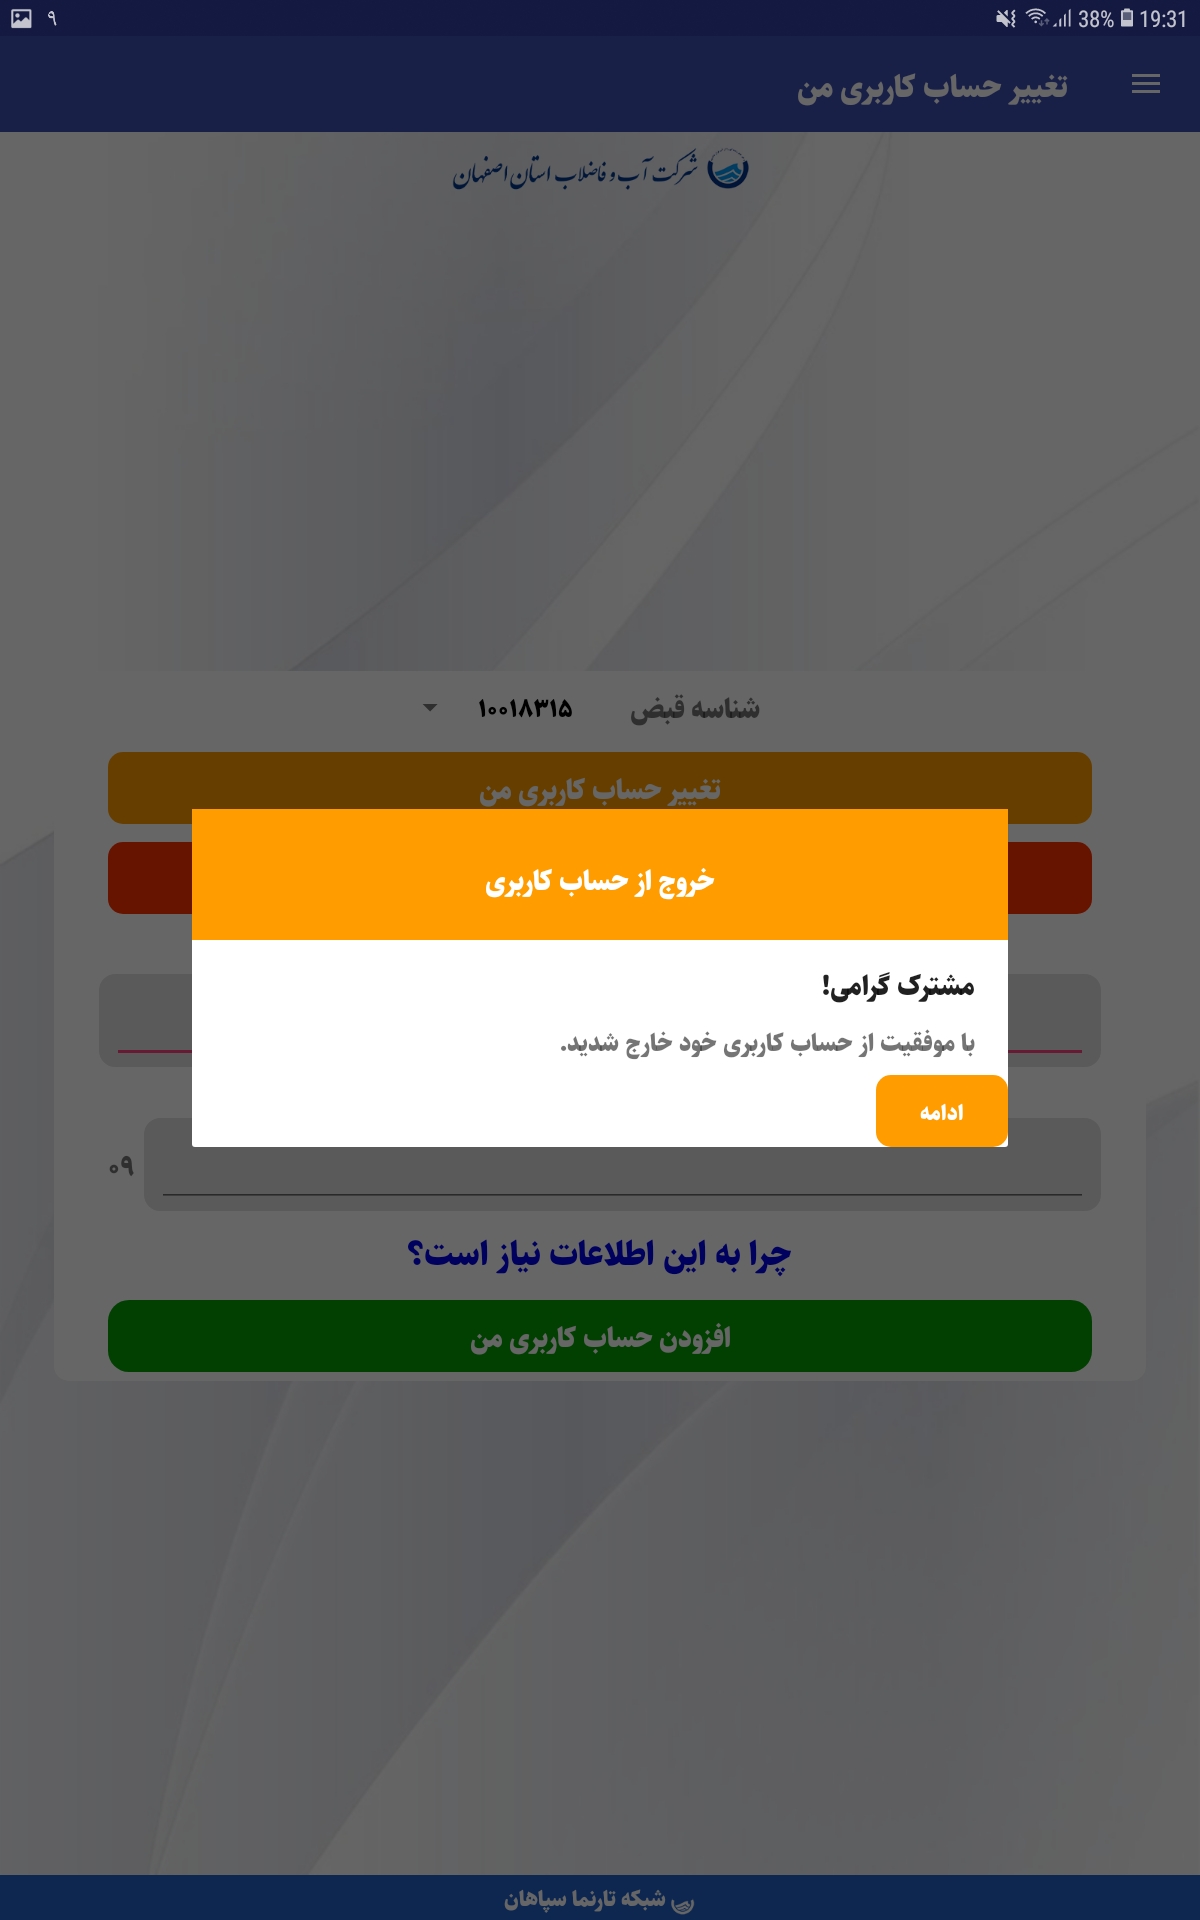 ۹ 38% 19:31
تغییر حساب کاربری من
شرکت آب و فاضلاب استان اصفهان
شناسه قبض ۱۰۰۱۸۳۱۵
تغییر حساب کاربری من
خروج از حساب کاربری
مشترک گرامی!
با موفقیت از حساب کاربری خود خارج شدید.
ادامه
۰۹
چرا به این اطلاعات نیاز است؟
افزودن حساب کاربری من
شبکه تارنما سپاهان